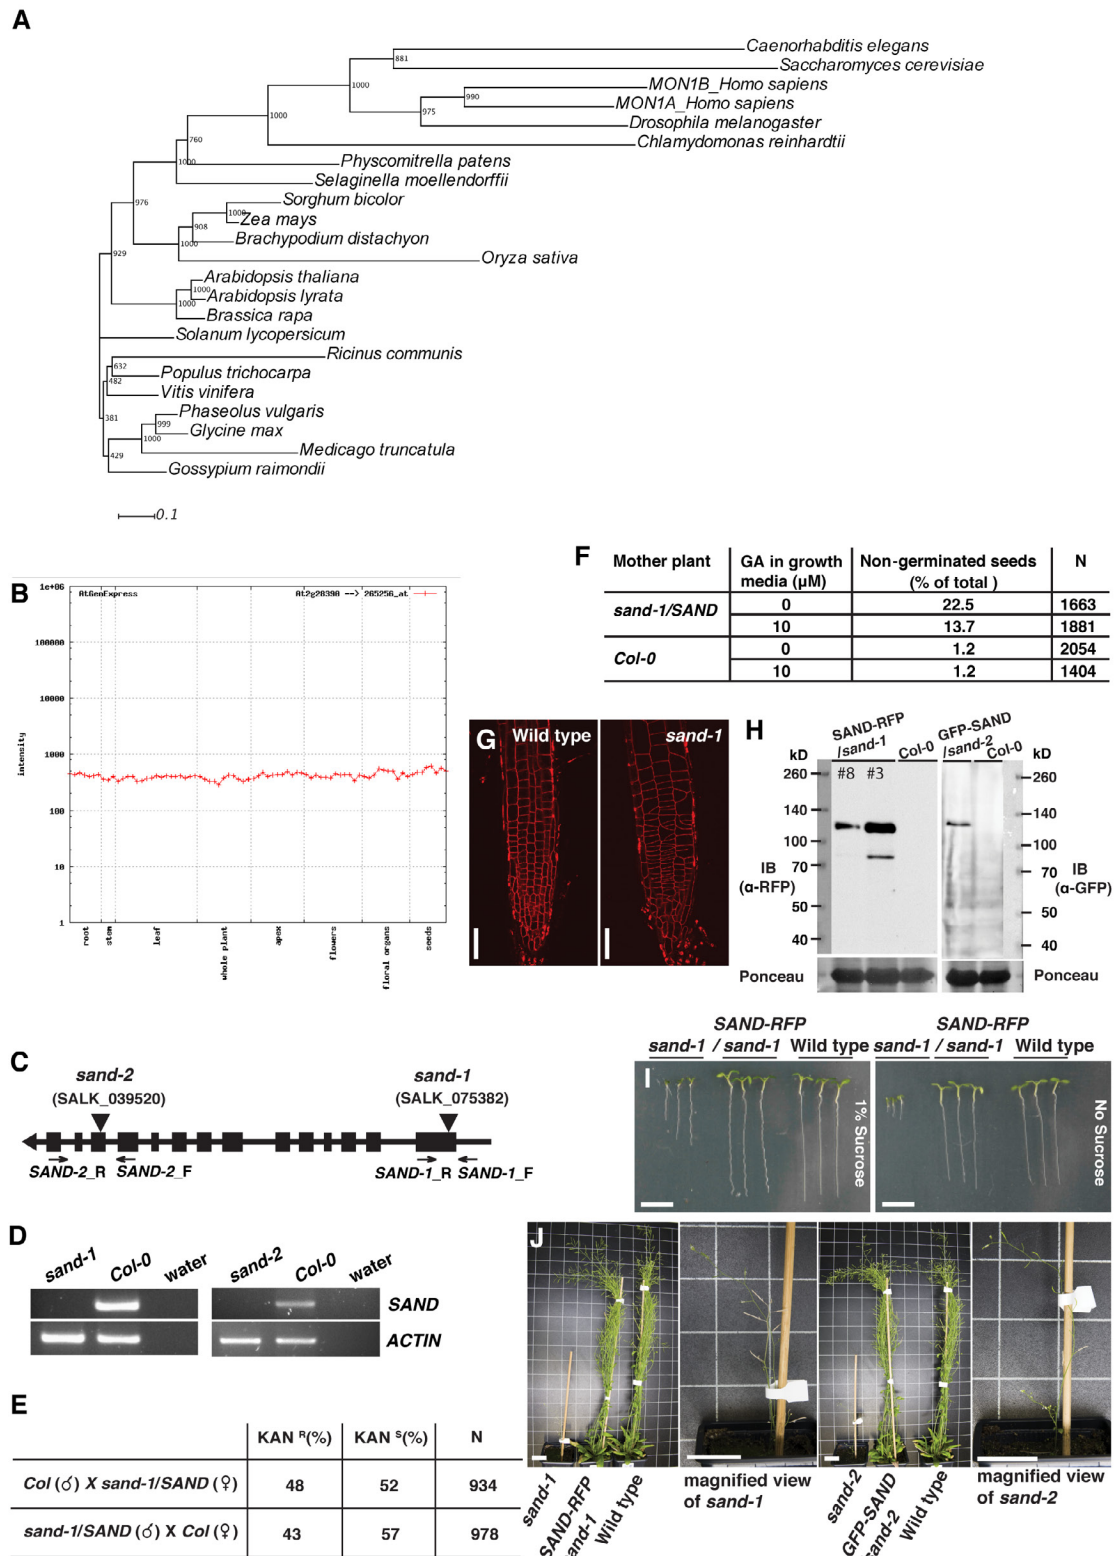 A
Caenorhabditis elegans
881
Saccharomyces cerevisiae
1000
MON1B_Homo sapiens
990
MON1A_Homo sapiens
975
1000
Drosophila melanogaster
760
Chlamydomonas reinhardtii
1000
Physcomitrella patens
Selaginella moellendorffii
976
Sorghum bicolor
1000
Zea mays
908
Brachypodium distachyon
1000
929
Oryza sativa
Arabidopsis thaliana
1000
Arabidopsis lyrata
1000
Brassica rapa
Solanum lycopersicum
Ricinus communis
632
Populus trichocarpa
482
Vitis vinifera
381
Phaseolus vulgaris
999
Glycine max
1000
Medicago truncatula
429
Gossypium raimondii
0.1
B
AtGenExpress
At2g28390 --> 265256_at
1e+06
100000
10000
1000
100
10
1
intensity
root
stem
leaf
whole plant
apex
flowers
floral organs
seeds
F
Mother plant GA in growth media (µM) Non-germinated seeds (% of total ) N
sand-1/SAND 0 22.5 1663
10 13.7 1881
Col-0 0 1.2 2054
10 1.2 1404
G
Wild type
sand-1
H
SAND-RFP
/sand-1
Col-0
GFP-SAND
/sand-2
Col-0
kD
260
140
100
70
50
40
#8 #3
IB
(α-RFP)
kD
260
140
100
70
50
40
IB
(α-GFP)
Ponceau
Ponceau
C
sand-2
(SALK_039520)
sand-1
(SALK_075382)
SAND-2_R
SAND-2_F
SAND-1_R
SAND-1_F
I
SAND-RFP
sand-1 / sand-1 Wild type
1% Sucrose
SAND-RFP
sand-1 / sand-1 Wild type
No Sucrose
D
sand-1
Col-0
water
sand-2
Col-0
water
SAND
ACTIN
E
KAN R(%) KAN S(%) N
Col (♂) X sand-1/SAND (♀) 48 52 934
sand-1/SAND (♂) X Col (♀) 43 57 978
J
sand-1
SAND-RFP
Wild type
magnified view
of sand-1
sand-2
GFP-SAND
sand-2
Wild type
magnified view
of sand-2